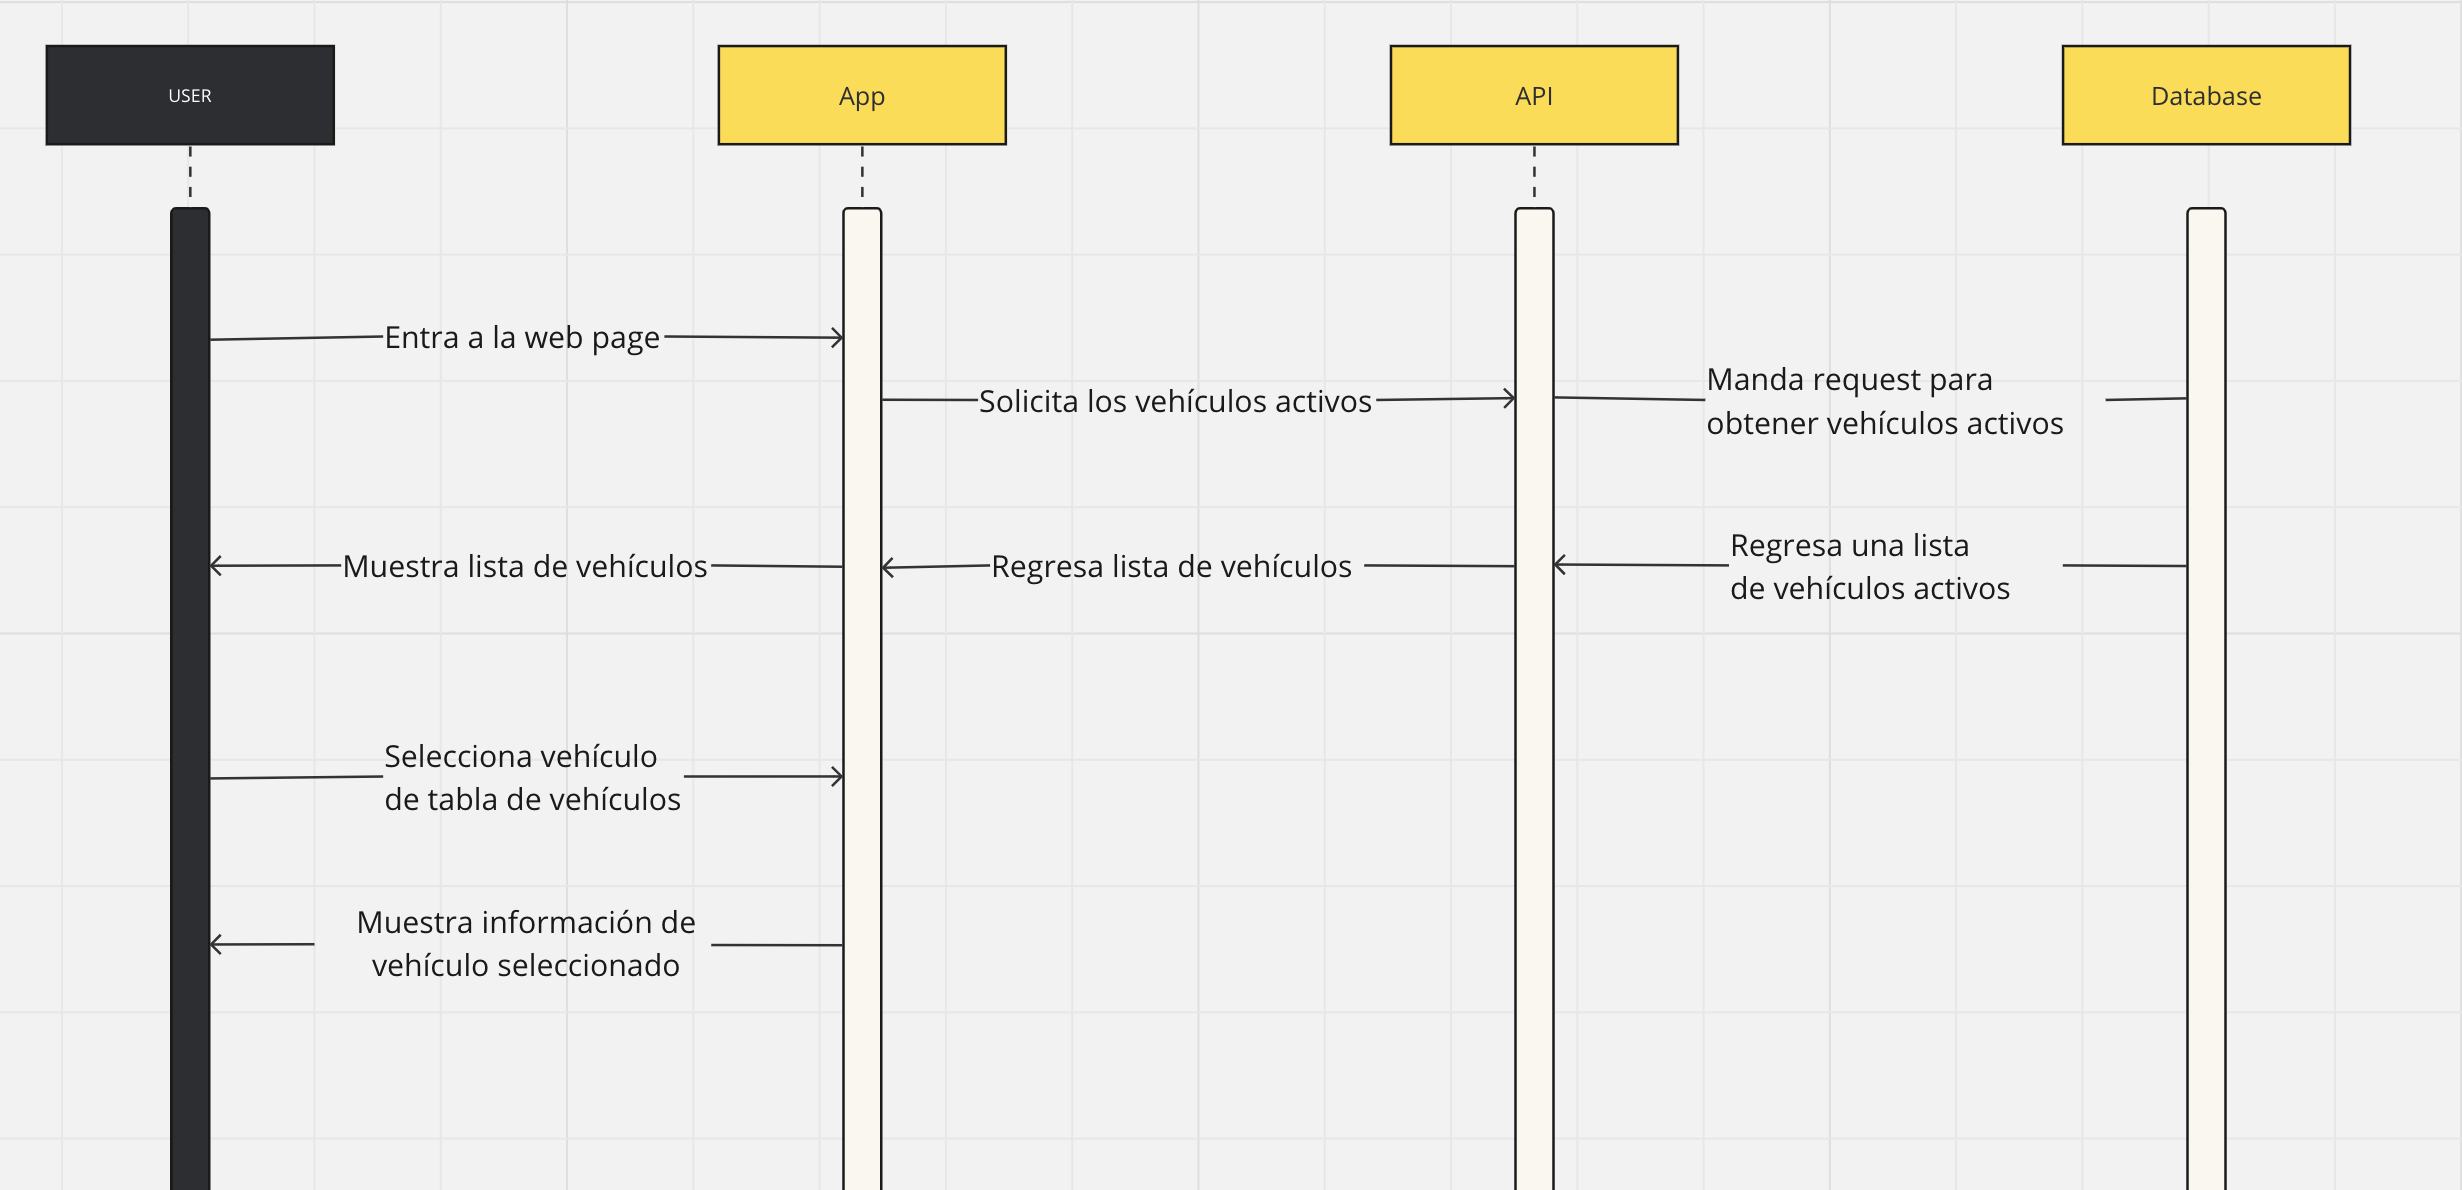 USER
App
API
Database
Entra a la web page
Solicita los vehículos activos
Manda request para
obtener vehículos activos
Muestra lista de vehículos
Regresa lista de vehículos
Regresa una lista
de vehículos activos
Selecciona vehículo
de tabla de vehículos
Muestra información de
vehículo seleccionado